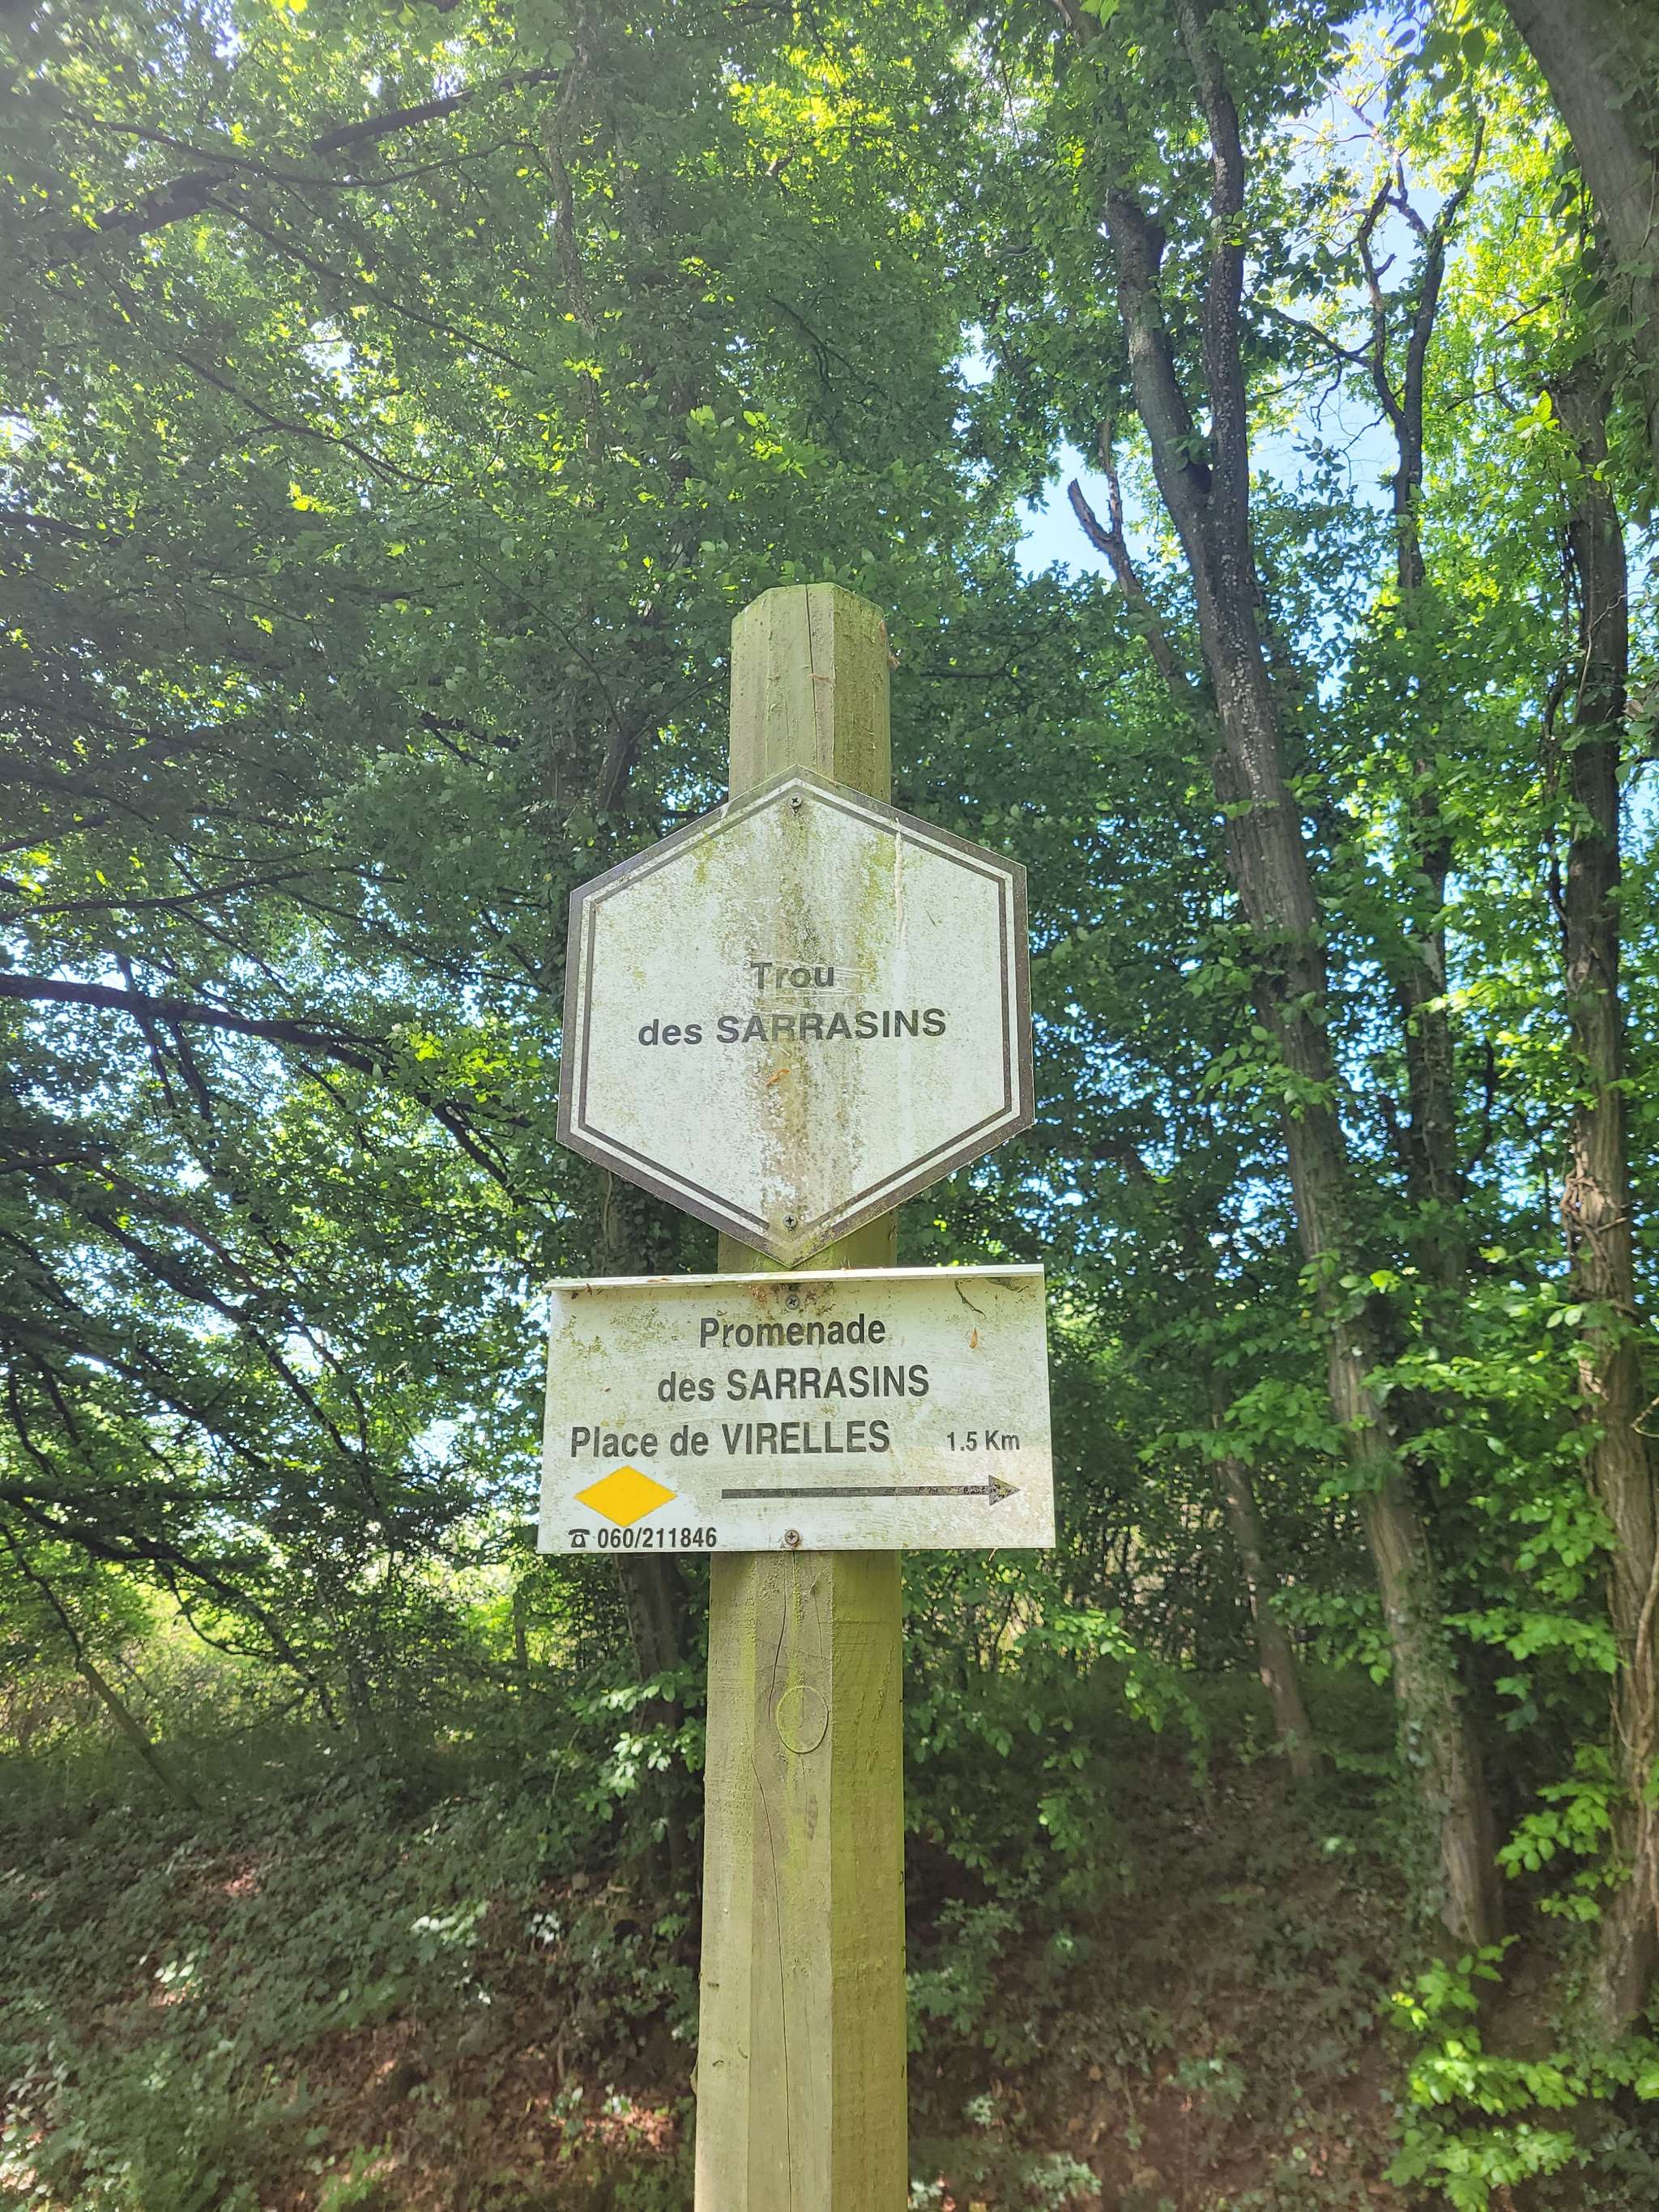 Trou
des SARRASINS
Promenade
des SARRASINS
Place de VIRELLES 1.5 Km
☎ 060/211846